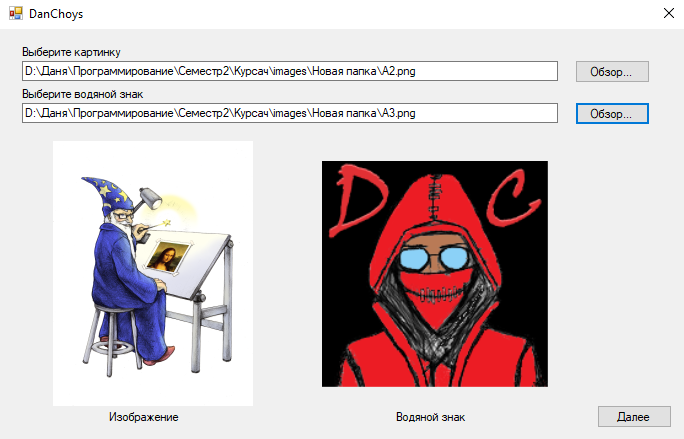 DanChoys
Выберите картинку
D:\Даня\Программирование\Семестр2\Курсач\images\Новая папка\A2.png
Обзор...
Выберите водяной знак
D:\Даня\Программирование\Семестр2\Курсач\images\Новая папка\A3.png
Обзор...
D C
Изображение
Водяной знак
Далее